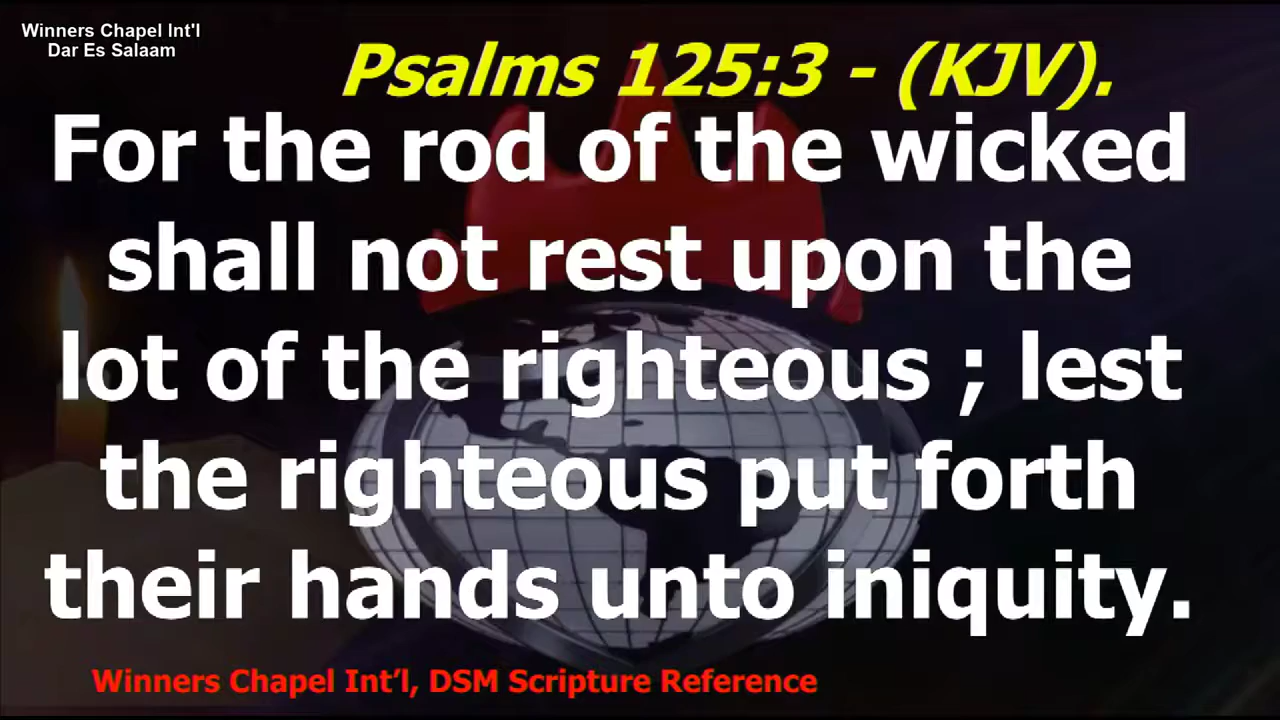 Winners Chapel Int'l
Dar Es Salaam
Psalms 125:3 - (KJV).
For the rod of the wicked
shall not rest upon the
lot of the righteous ; lest
the righteous put forth
their hands unto iniquity.
Winners Chapel Int’l, DSM Scripture Reference